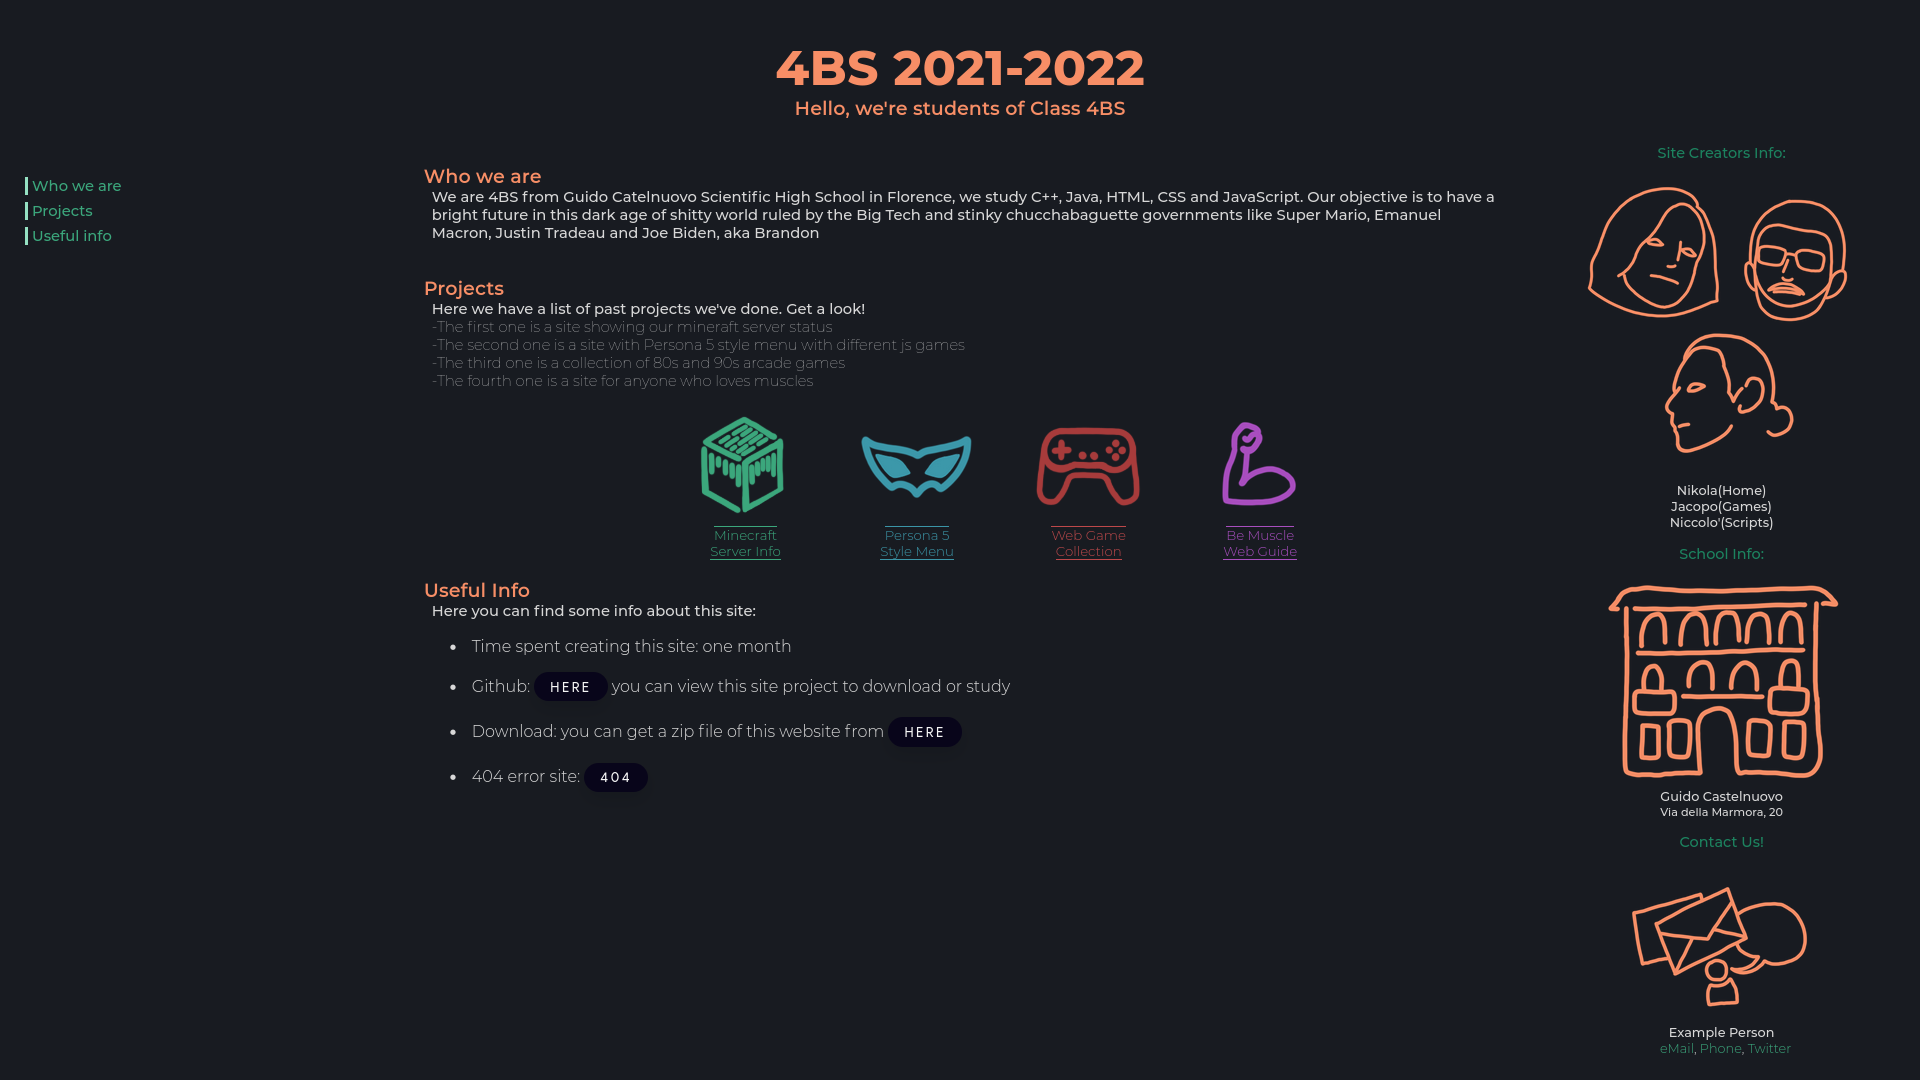 4BS 2021-2022
Hello, we're students of Class 4BS
Who we are
Projects
Useful info
Who we are
We are 4BS from Guido Catelnuovo Scientific High School in Florence, we study C++, Java, HTML, CSS and JavaScript. Our objective is to have a
bright future in this dark age of shitty world ruled by the Big Tech and stinky chucchabaguette governments like Super Mario, Emanuel
Macron, Justin Tradeau and Joe Biden, aka Brandon
Projects
Here we have a list of past projects we've done. Get a look!
-The first one is a site showing our mineraft server status
-The second one is a site with Persona 5 style menu with different js games
-The third one is a collection of 80s and 90s arcade games
-The fourth one is a site for anyone who loves muscles
Minecraft
Server Info
Persona 5
Style Menu
Web Game
Collection
Be Muscle
Web Guide
Useful Info
Here you can find some info about this site:
Time spent creating this site: one month
Github: HERE you can view this site project to download or study
Download: you can get a zip file of this website from HERE
404 error site: 404
Site Creators Info:
Nikola(Home)
Jacopo(Games)
Niccolo'(Scripts)
School Info:
Guido Castelnuovo
Via della Marmora, 20
Contact Us!
Example Person
eMail, Phone, Twitter